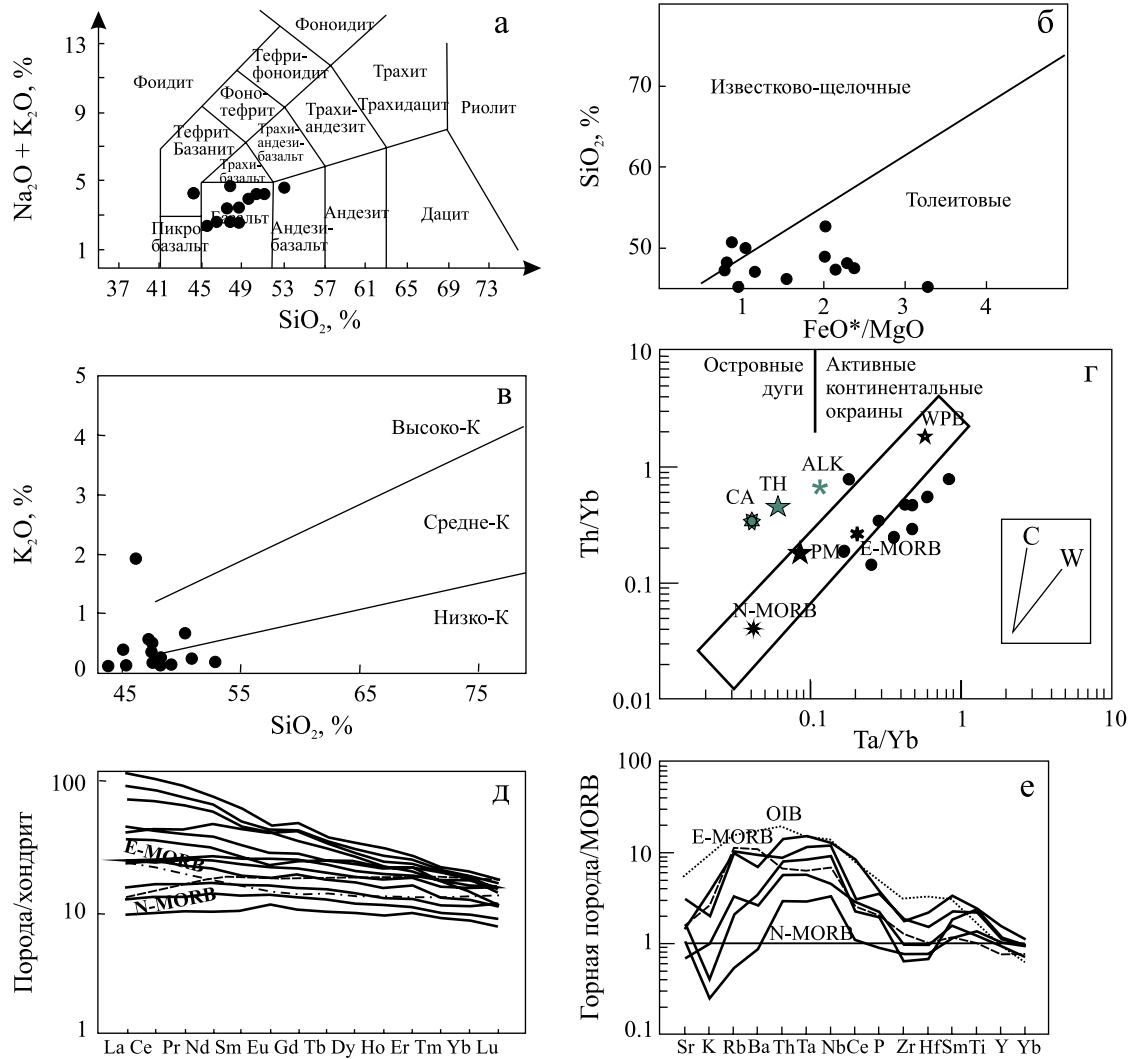 а
Na₂O + K₂O, %
13
9
5
1
Фоноидит
Тефри-
фоноидит
Фоидит
Трахит
Фоно-
тефрит
Трахи-
андезит
Трахидацит
Риолит
Тефрит
Базанит
Трахи-
андези-
базальт
Трахи-
базальт
Пикро
базальт
Базальт
Андези-
базальт
Андезит
Дацит
37 41 45 49 53 57 63 65 69 73
SiO₂, %
б
SiO₂, %
70
60
50
Известково-щелочные
Толеитовые
1 2 3 4
FeO*/MgO
в
K₂O, %
5
4
3
2
1
0
Высоко-К
Средне-К
Низко-К
45 55 65 75
SiO₂, %
г
Th/Yb
10
1
0.1
0.01
Островные
дуги
Активные
континентальные
окраины
WPB
ALK
TH
CA
PM
E-MORB
N-MORB
C
W
0.1 1 10
Ta/Yb
д
Порода/хондрит
100
10
1
E-MORB
N-MORB
La Ce Pr Nd Sm Eu Gd Tb Dy Ho Er Tm Yb Lu
е
Горная порода/MORB
100
10
1
0.1
OIB
E-MORB
N-MORB
Sr K Rb Ba Th Ta Nb Ce P Zr Hf Sm Ti Y Yb